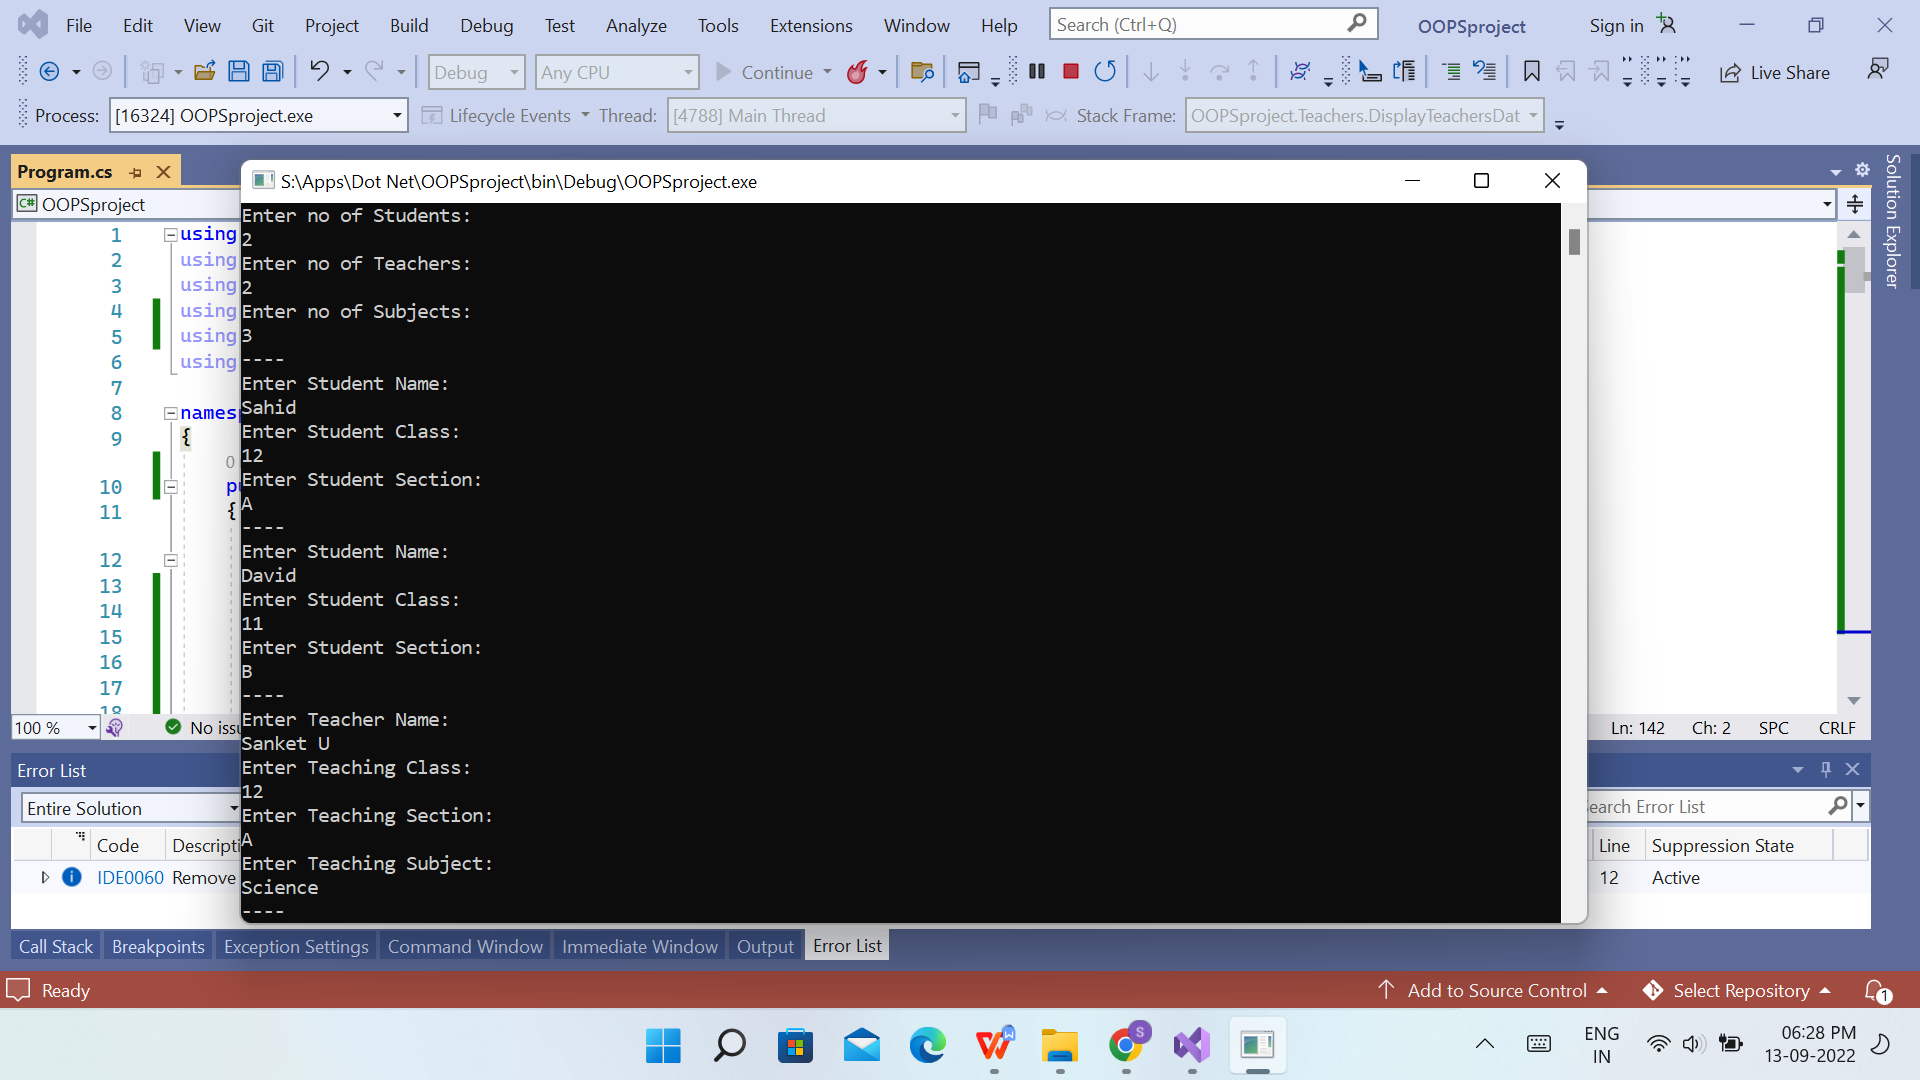 File Edit View Git Project Build Debug Test Analyze Tools Extensions Window Help Search (Ctrl+Q) OOPSproject Sign in
Debug Any CPU Continue Live Share
Process: [16324] OOPSproject.exe Lifecycle Events Thread: [4788] Main Thread Stack Frame: OOPSproject.Teachers.DisplayTeachersDat
Program.cs
S:\Apps\Dot Net\OOPSproject\bin\Debug\OOPSproject.exe
Solution Explorer
C# OOPSproject
1 using
2 using
3 using
4 using
5 using
6 using
7
8 namesp
9 {
0
10 p
11 {
12
13
14
15
16
17
18
Enter no of Students:
2
Enter no of Teachers:
2
Enter no of Subjects:
3
----
Enter Student Name:
Sahid
Enter Student Class:
12
Enter Student Section:
A
----
Enter Student Name:
David
Enter Student Class:
11
Enter Student Section:
B
----
Enter Teacher Name:
Sanket U
Enter Teaching Class:
12
Enter Teaching Section:
A
Enter Teaching Subject:
Science
----
100 % No issu Ln: 142 Ch: 2 SPC CRLF
Error List
Entire Solution earch Error List
Code Descripti Line Suppression State
IDE0060 Remove 12 Active
Call Stack Breakpoints Exception Settings Command Window Immediate Window Output Error List
Ready Add to Source Control Select Repository 1
W S
ENG
IN
06:28 PM
13-09-2022